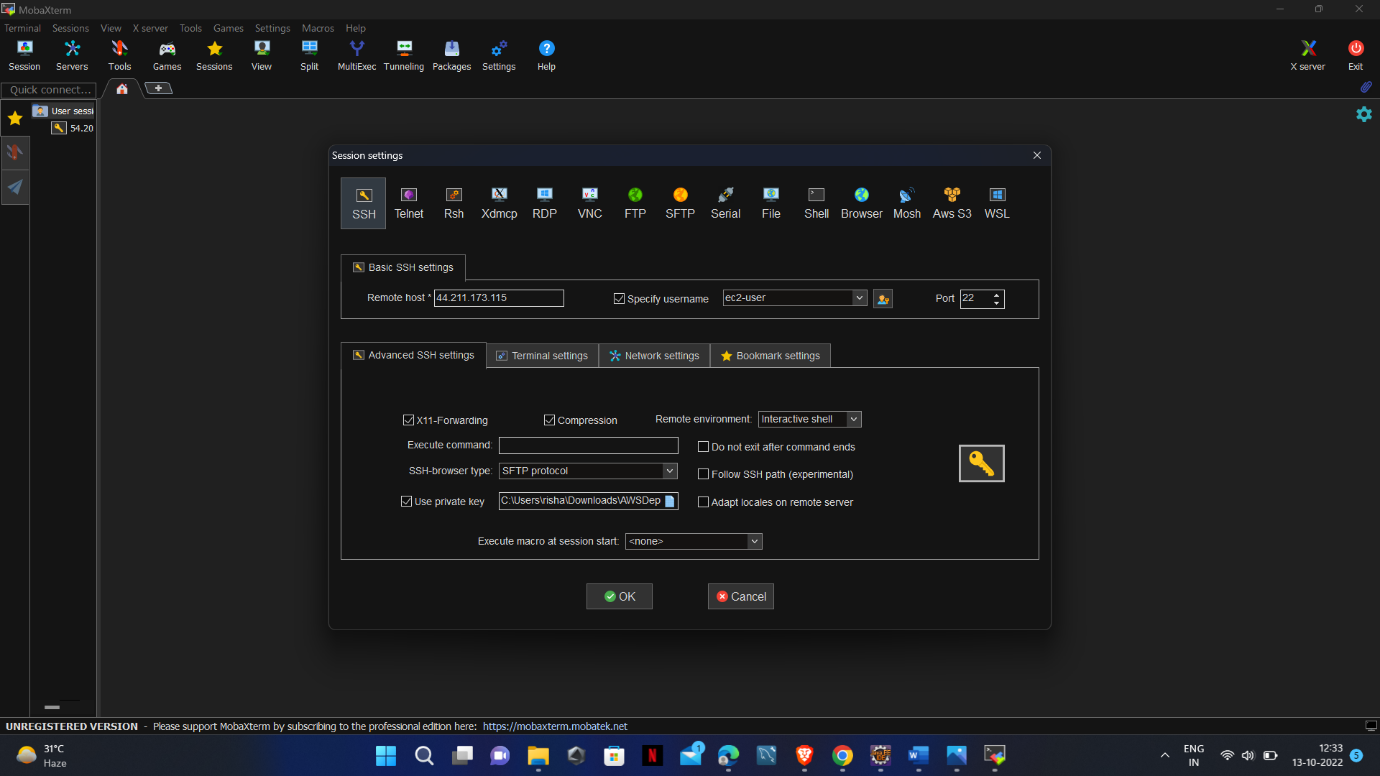 MobaXterm
Terminal Sessions View X server Tools Games Settings Macros Help
Session Servers Tools Games Sessions View Split MultiExec Tunneling Packages Settings Help X server Exit
Quick connect...
User sessi
54.20
Session settings
SSH Telnet Rsh Xdmcp RDP VNC FTP SFTP Serial File Shell Browser Mosh Aws S3 WSL
Basic SSH settings
Remote host * 44.211.173.115 Specify username ec2-user Port 22
Advanced SSH settings Terminal settings Network settings Bookmark settings
X11-Forwarding Compression Remote environment: Interactive shell
Execute command: Do not exit after command ends
SSH-browser type: SFTP protocol Follow SSH path (experimental)
Use private key C:\Users\risha\Downloads\AWSDep Adapt locales on remote server
Execute macro at session start: <none>
OK Cancel
UNREGISTERED VERSION - Please support MobaXterm by subscribing to the professional edition here: https://mobaxterm.mobatek.net
31°C
Haze
1
ENG
IN
12:33
13-10-2022
5